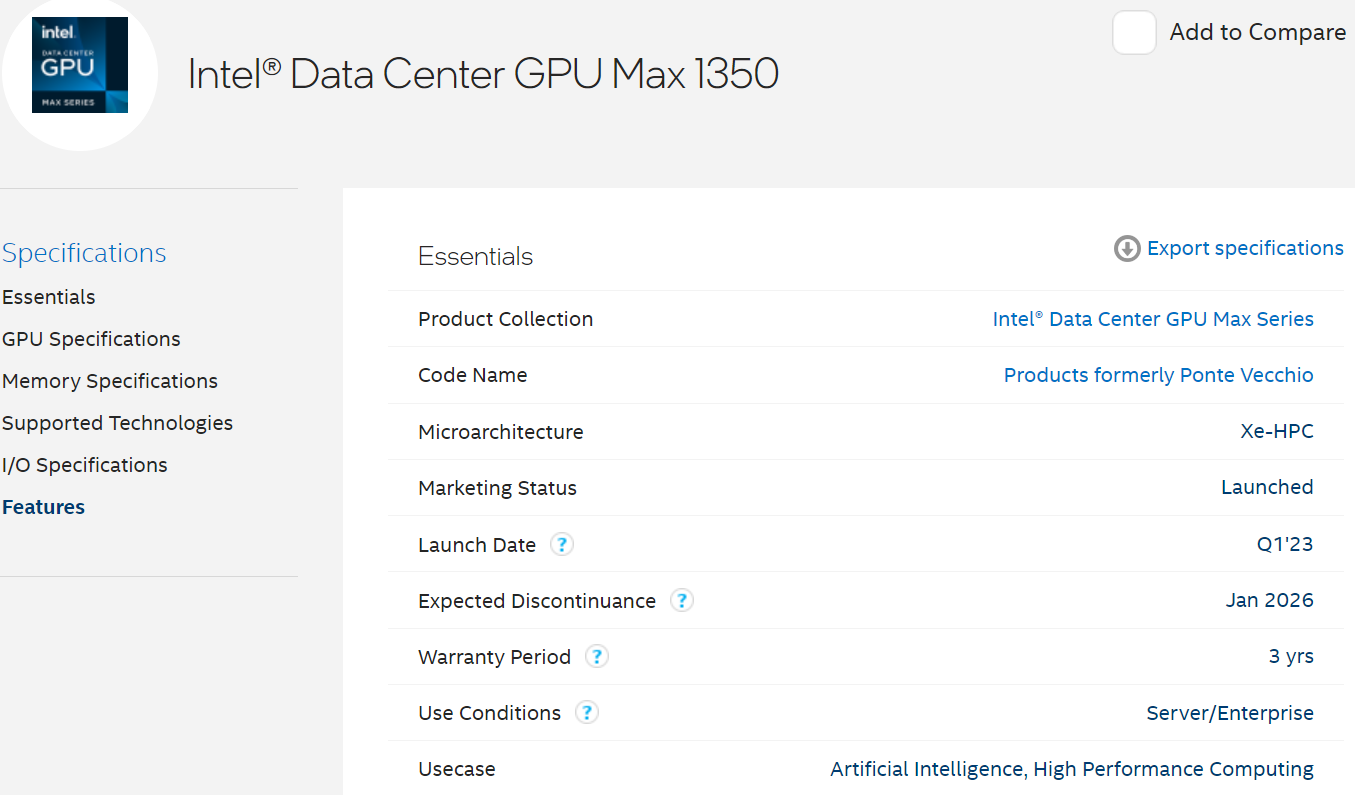 intel.
DATA CENTER
GPU
MAX SERIES
Intel® Data Center GPU Max 1350
Add to Compare
Specifications
Essentials
GPU Specifications
Memory Specifications
Supported Technologies
I/O Specifications
Features
Essentials
Export specifications
Product Collection Intel® Data Center GPU Max Series
Code Name Products formerly Ponte Vecchio
Microarchitecture Xe-HPC
Marketing Status Launched
Launch Date ? Q1'23
Expected Discontinuance ? Jan 2026
Warranty Period ? 3 yrs
Use Conditions ? Server/Enterprise
Usecase Artificial Intelligence, High Performance Computing